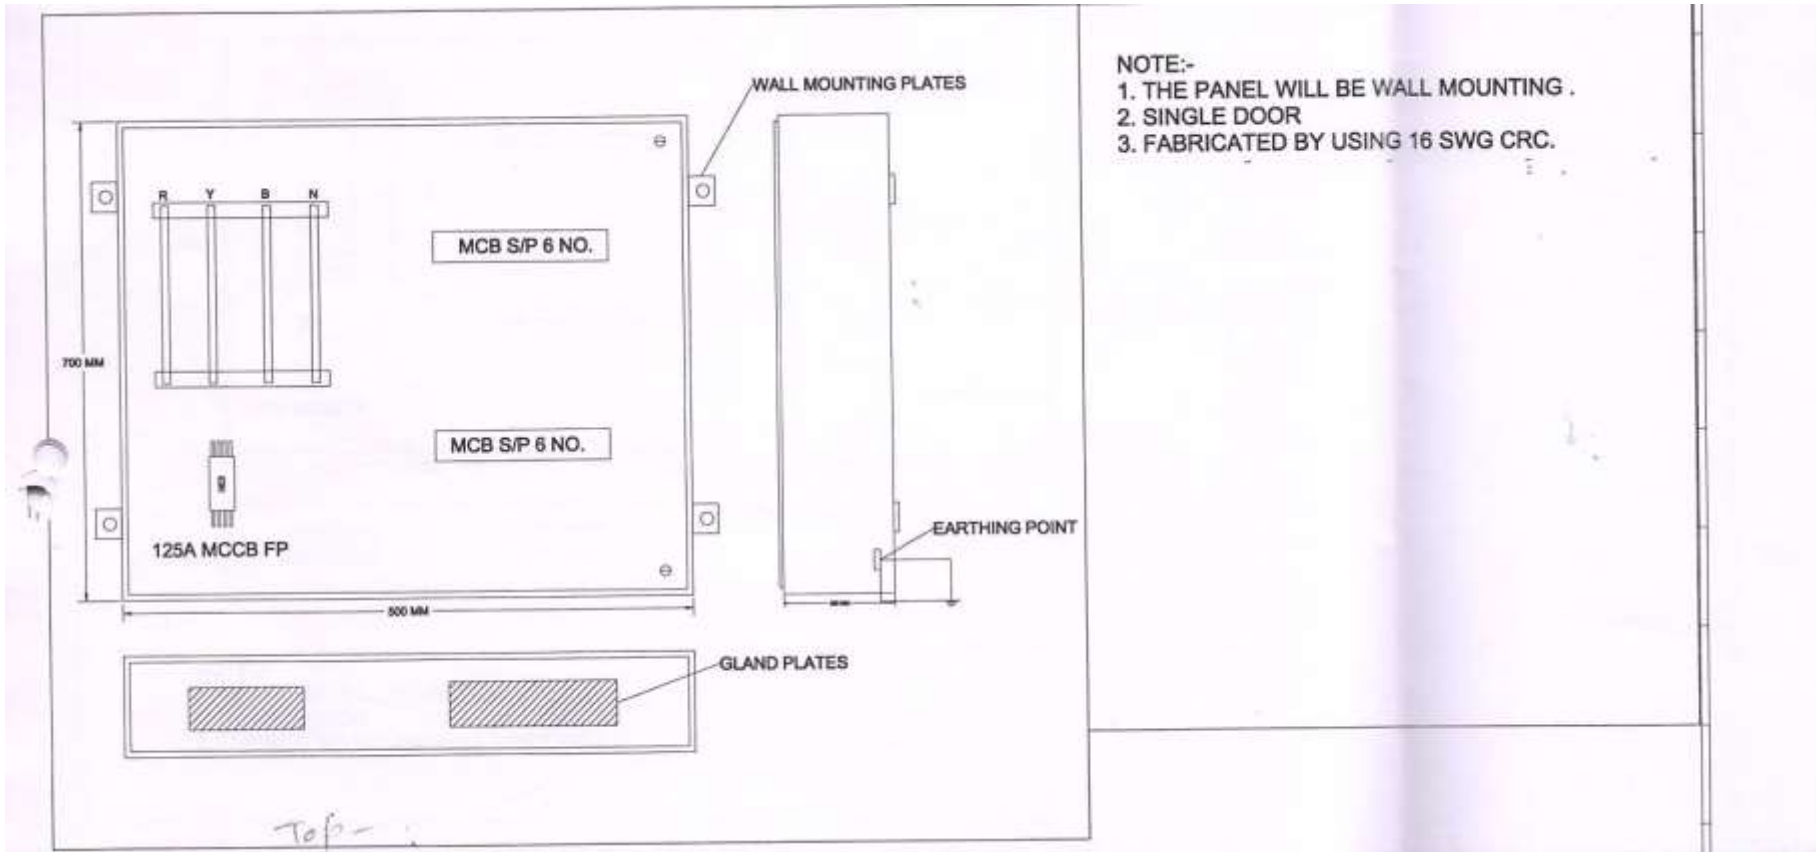 WALL MOUNTING PLATES
NOTE:-
1. THE PANEL WILL BE WALL MOUNTING .
2. SINGLE DOOR
3. FABRICATED BY USING 16 SWG CRC.
R Y B N
MCB S/P 6 NO.
700 MM
MCB S/P 6 NO.
125A MCCB FP
EARTHING POINT
500 MM
GLAND PLATES
Top-